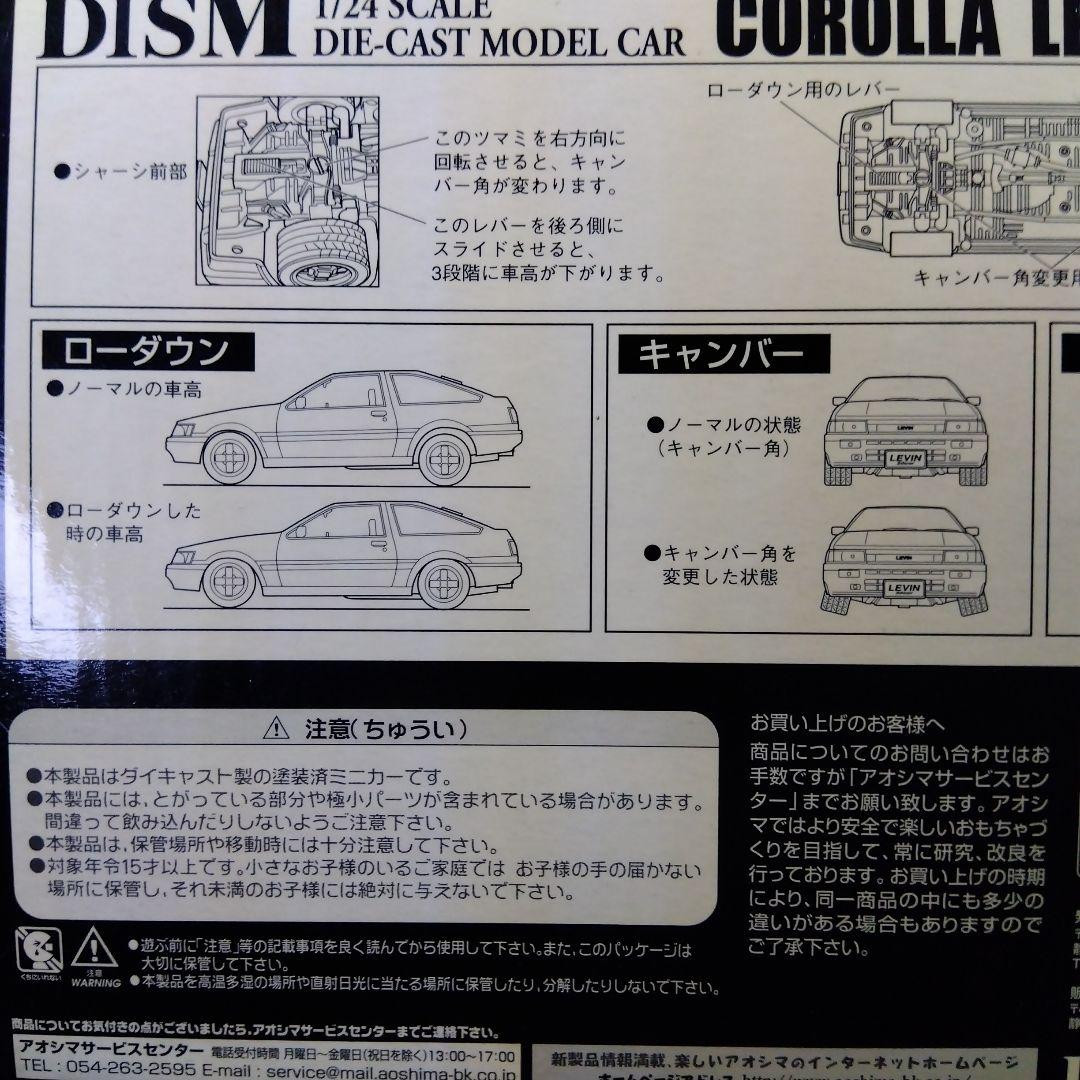 DISM 1/24 SCALE
DIE-CAST MODEL CAR
COROLLA
ローダウン用のレバー
●シャーシ前部
このツマミを右方向に
回転させると、キャン
バー角が変わります。
このレバーを後ろ側に
スライドさせると、
3段階に車高が下がります。
キャンバー角変更用
ローダウン
●ノーマルの車高
●ローダウンした
時の車高
キャンバー
●ノーマルの状態
(キャンバー角)
LEVIN
LEVIN
●キャンバー角を
変更した状態
LEVIN
LEVIN
⚠ 注意(ちゅうい)
●本製品はダイキャスト製の塗装済ミニカーです。
●本製品には,とがっている部分や極小パーツが含まれている場合があります。
間違って飲み込んだりしないようご注意下さい。
●本製品は,保管場所や移動時には十分注意して下さい。
●対象年令15才以上です。小さなお子様のいるご家庭では お子様の手の届かない
場所に保管し,それ未満のお子様には絶対に与えないで下さい。
お買い上げのお客様へ
商品についてのお問い合わせはお
手数ですが「アオシマサービスセン
ター」までお願い致します。アオシ
マではより安全で楽しいおもちゃづ
くりを目指して、常に研究、改良を
行っております。お買い上げの時期
により、同一商品の中にも多少の
違いがある場合もありますので
ご了承下さい。
くちにいれない
注意
WARNING
●遊ぶ前に「注意」等の記載事項を良く読んでから使用して下さい。また,このパッケージは
大切に保管して下さい。
●本製品を高温多湿の場所や直射日光に当たる場所に保管したり,分解したりしないで下さい。
商品についてお気付きの点がございましたら,アオシマサービスセンターまでご連絡下さい。
アオシマサービスセンター 電話受付時間 月曜日~金曜日(祝日を除く)13:00~17:00
TEL : 054-263-2595 E-mail : service@mail.aoshima-bk.co.jp
新製品情報満載、楽しいアオシマのインターネットホームページ
ホームページアドレス